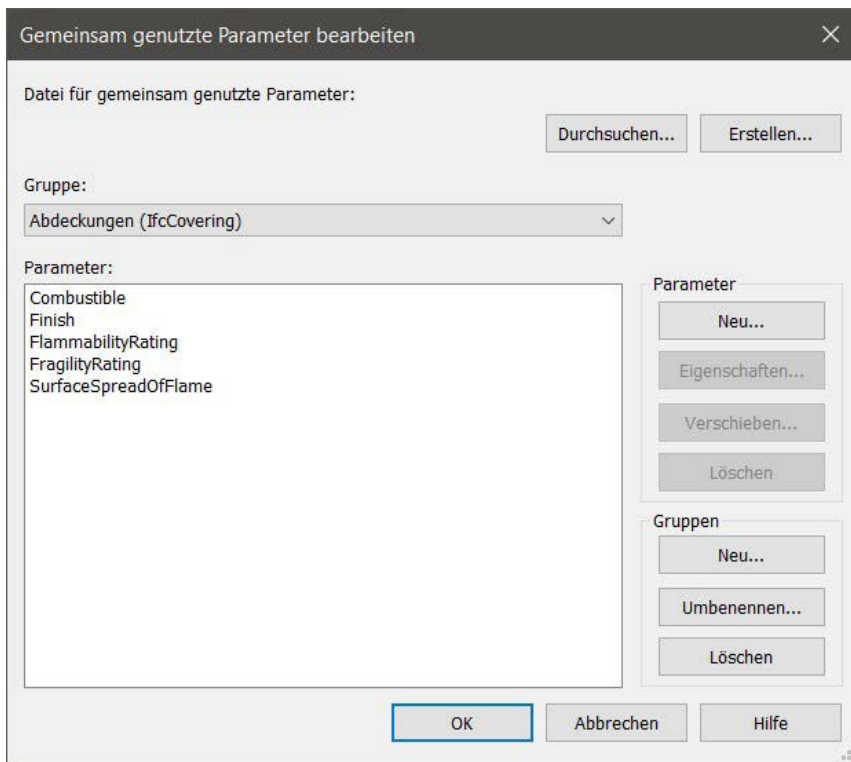 Gemeinsam genutzte Parameter bearbeiten
Datei für gemeinsam genutzte Parameter:
Durchsuchen...
Erstellen...
Gruppe:
Abdeckungen (IfcCovering)
Parameter:
Combustible
Finish
FlammabilityRating
FragilityRating
SurfaceSpreadOfFlame
Parameter
Neu...
Eigenschaften...
Verschieben...
Löschen
Gruppen
Neu...
Umbenennen...
Löschen
OK
Abbrechen
Hilfe